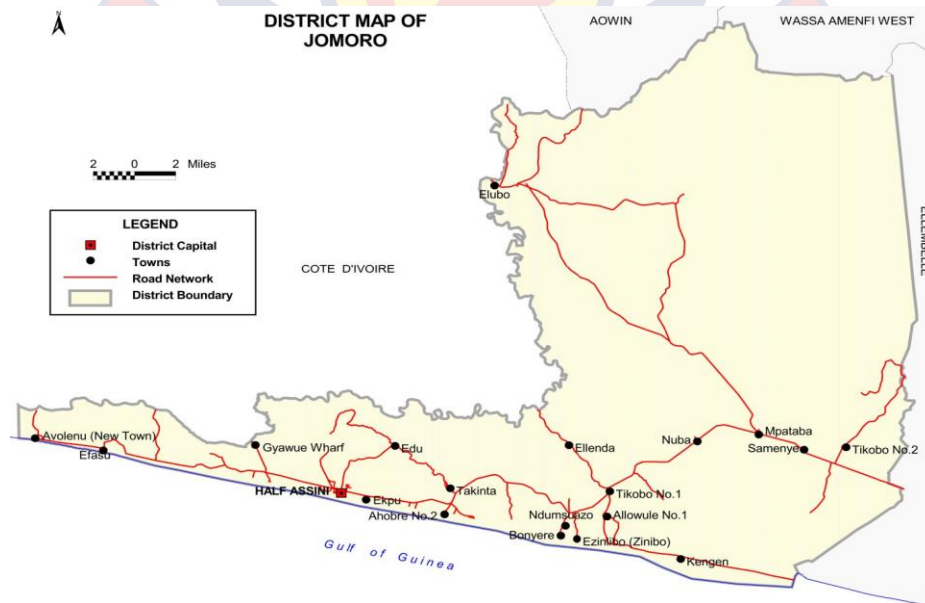 DISTRICT MAP OF
JOMORO
AOWIN
WASSA AMENFI WEST
2 0 2 Miles
Elubo
ELLEMBELLE
LEGEND
District Capital
Towns
Road Network
District Boundary
COTE D'IVOIRE
Avolenu (New Town)
Efasu
Gyawue Wharf
Edu
Ellenda
Nuba
Mpataba
Samenye
Tikobo No.2
HALF ASSINI
Ekpu
Takinta
Tikobo No.1
Ahobre No.2
Ndumsuazo
Allowule No.1
Bonyere
Ezinlibo (Zinibo)
Kengen
Gulf of Guinea